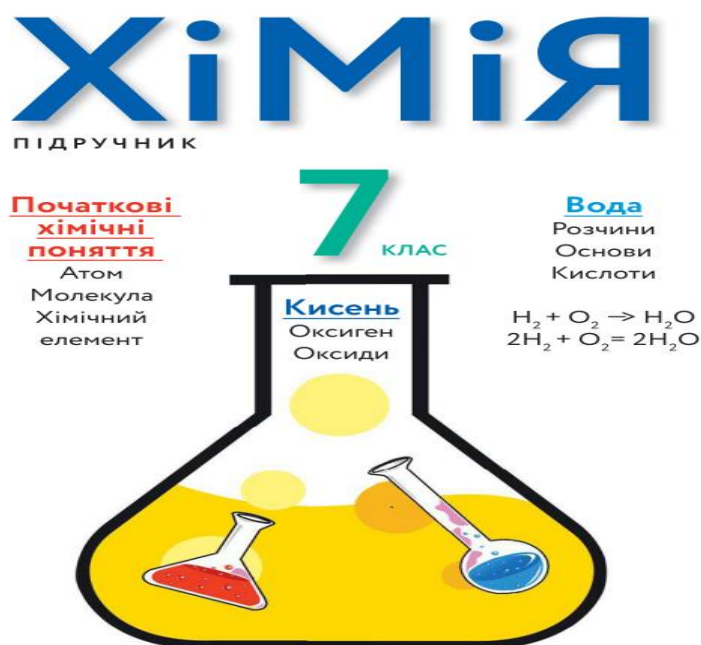 ХіМіЯ
ПІДРУЧНИК
7
КЛАС
Початкові
хімічні
поняття
Атом
Молекула
Хімічний
елемент
Кисень
Оксиген
Оксиди
Вода
Розчини
Основи
Кислоти
H₂ + O₂ → H₂O
2H₂ + O₂= 2H₂O